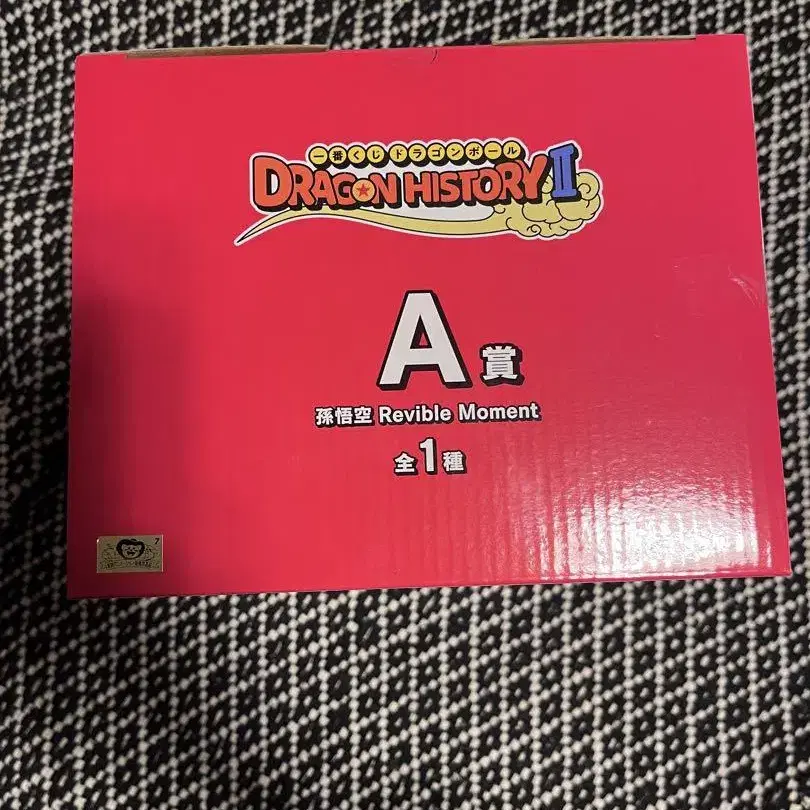 一番くじ ドラゴンボール
DRAGON HISTORY II
A賞
孫悟空 Revible Moment
全1種
7